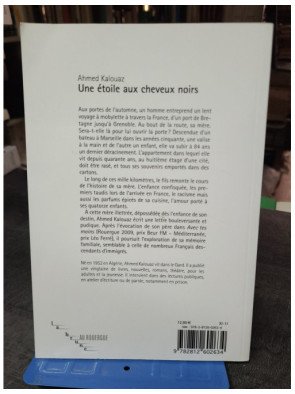 Ahmed Kalouaz
Une étoile aux cheveux noirs
Aux portes de l'automne, un homme entreprend un lent
voyage à mobylette à travers la France, d'un port de Bre-
tagne jusqu'à Grenoble. Au bout de la route, sa mère.
Sera-t-elle là pour lui ouvrir la porte ? Descendue d'un
bateau à Marseille dans les années cinquante, une valise
à la main et de l'autre un enfant, elle va subir à 84 ans
un dernier déracinement. L'appartement dans lequel elle
vit depuis quarante ans, au huitième étage d'une cité,
doit être rasé, et tous ses souvenirs emportés dans des
cartons.
Le long de ces mille kilomètres, le fils remonte le cours
de l'histoire de sa mère. L'enfance confisquée, les pre-
miers taudis lors de l'arrivée en France, le racisme mais
aussi les parfums épicés de sa cuisine, l'amour porté à
ses quatorze enfants.
À cette mère illettrée, dépossédée dès l'enfance de son
destin, Ahmed Kalouaz écrit une lettre bouleversante et
pudique. Après l'évocation de son père dans Avec tes
mains (Rouergue 2009, prix Beur FM – Méditerranée,
prix Léo Ferré), il poursuit l'exploration de sa mémoire
familiale, semblable à celle de nombreux Français des-
cendants d'immigrés.
Né en 1952 en Algérie, Ahmed Kalouaz vit dans le Gard. Il a publié
une vingtaine de livres, nouvelles, romans, théâtre, pour les
adultes et la jeunesse. Il intervient dans des lectures publiques,
en atelier d'écriture ou de parole, notamment en prison.
AU ROUERGUE
9 782812 602634